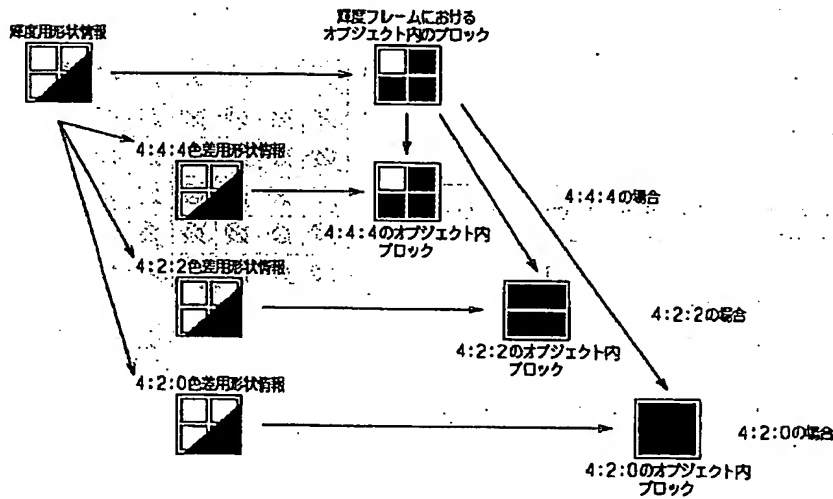 輝度用形状情報
輝度フレームにおける
オブジェクト内のブロック
4:4:4色差用形状情報
4:4:4のオブジェクト内
ブロック
4:4:4の場合
4:2:2色差用形状情報
4:2:2のオブジェクト内
ブロック
4:2:2の場合
4:2:0色差用形状情報
4:2:0のオブジェクト内
ブロック
4:2:0の場合